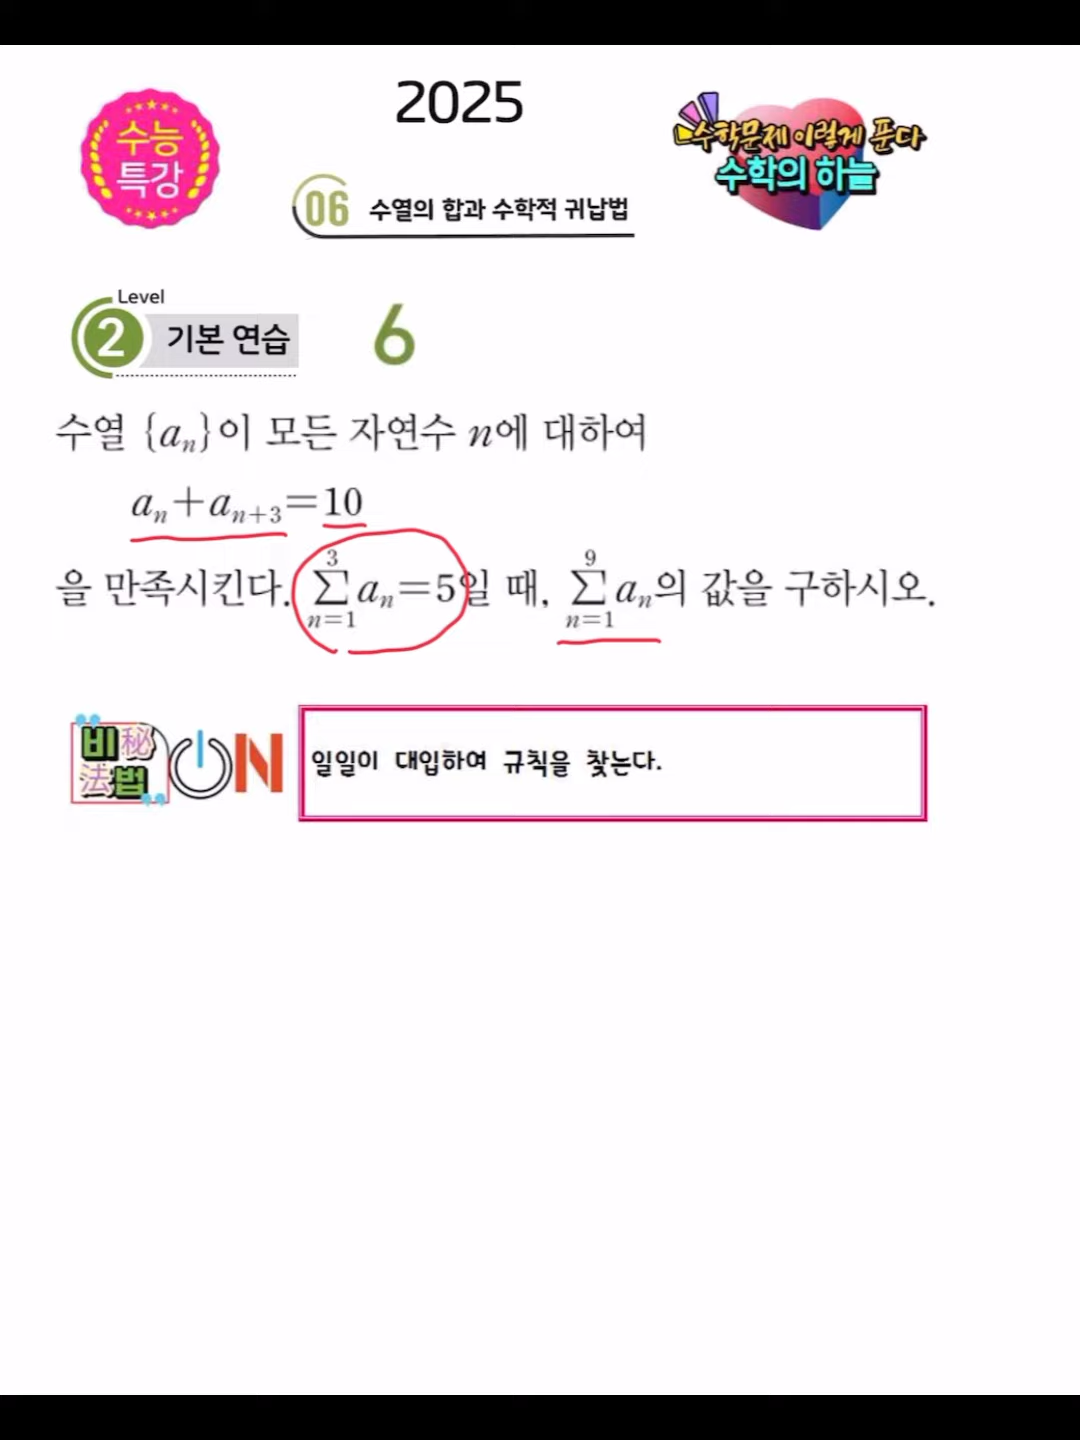 2025
수능
특강
수학문제 이렇게 푼다
수학의 하늘
06 수열의 합과 수학적 귀납법
Level
2 기본 연습 6
수열 {aₙ}이 모든 자연수 n에 대하여
aₙ+aₙ₊₃=10
을 만족시킨다. ∑_{n=1}^{3} aₙ=5일 때, ∑_{n=1}^{9} aₙ의 값을 구하시오.
"비秘
法법"
ON
일일이 대입하여 규칙을 찾는다.